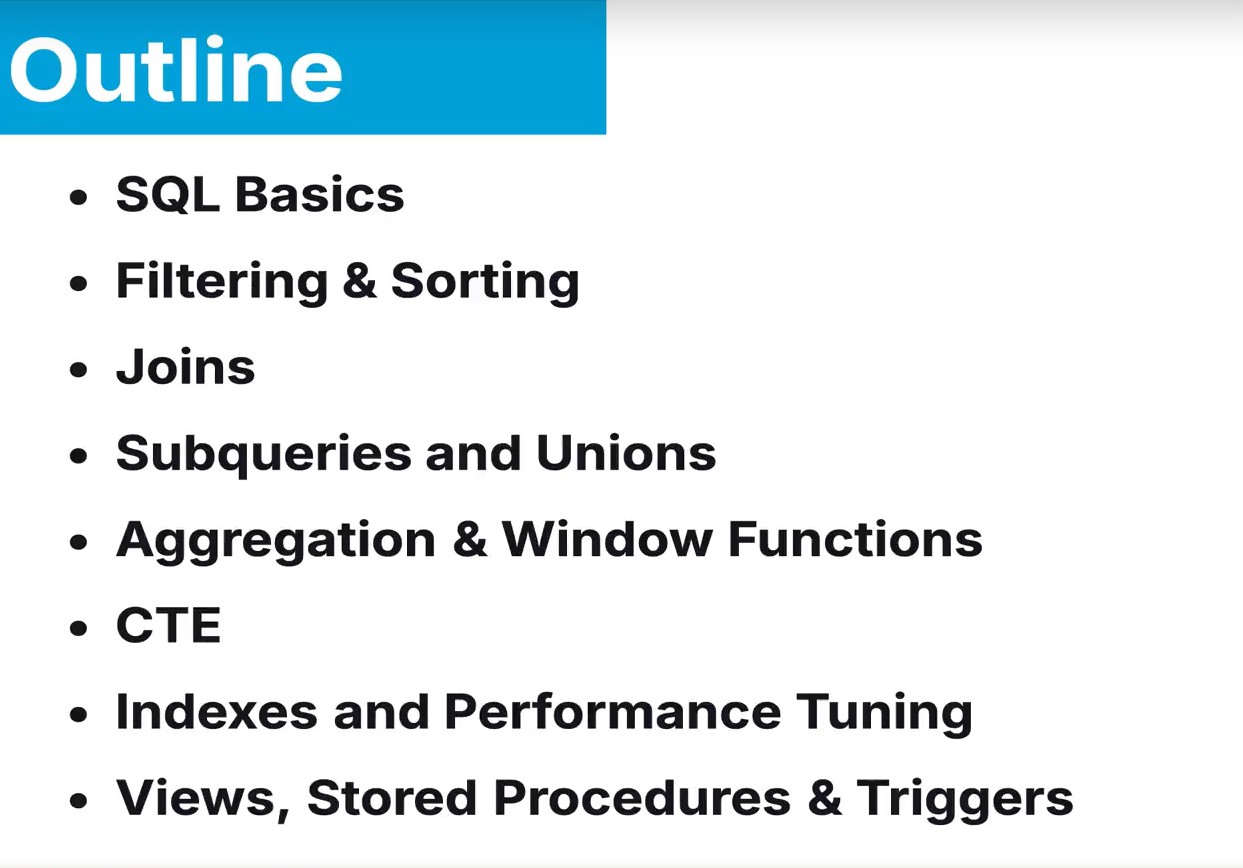 Outline
• SQL Basics
• Filtering & Sorting
• Joins
• Subqueries and Unions
• Aggregation & Window Functions
• CTE
• Indexes and Performance Tuning
• Views, Stored Procedures & Triggers